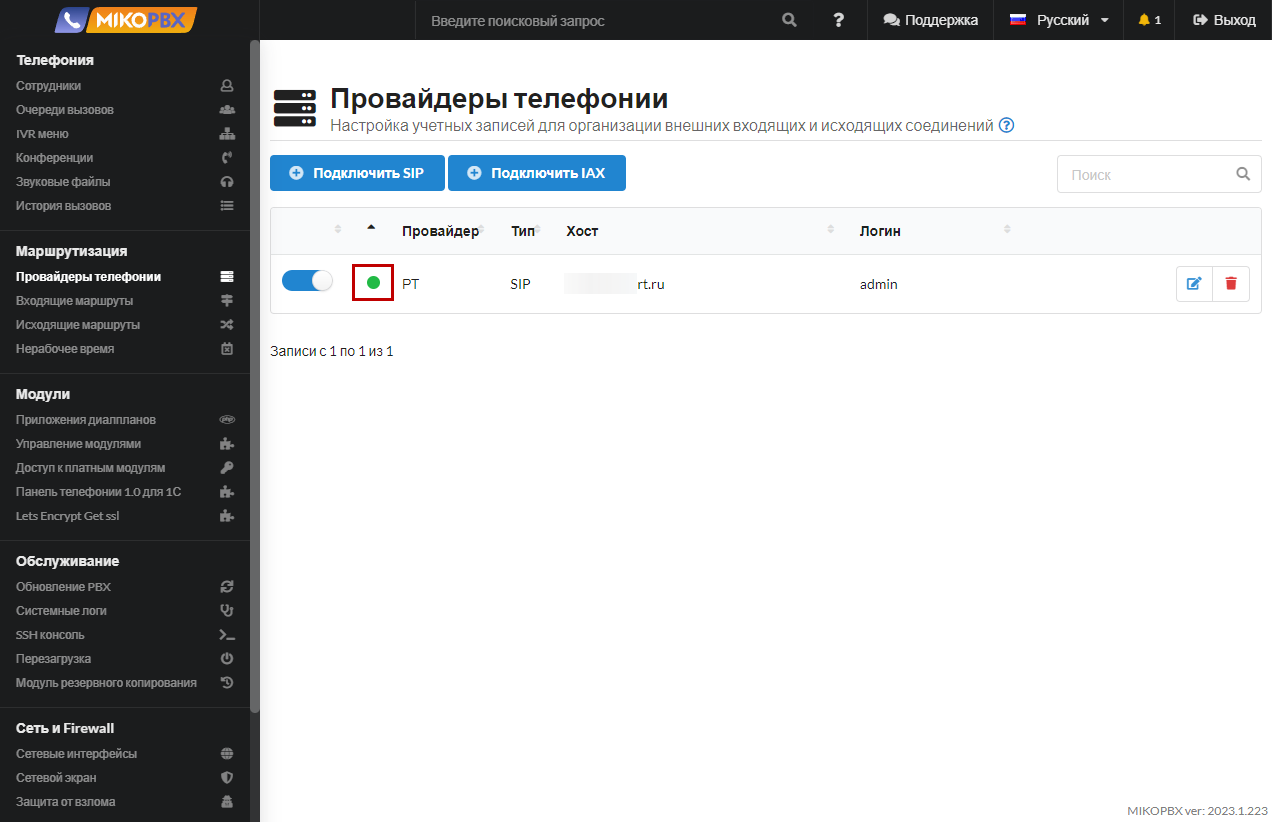 MIKOPBX
Введите поисковый запрос
?
Поддержка
Русский
1
Выход
Телефония
Сотрудники
Очереди вызовов
IVR меню
Конференции
Звуковые файлы
История вызовов
Маршрутизация
Провайдеры телефонии
Входящие маршруты
Исходящие маршруты
Нерабочее время
Модули
Приложения диалпланов
Управление модулями
Доступ к платным модулям
Панель телефонии 1.0 для 1С
Lets Encrypt Get ssl
Обслуживание
Обновление PBX
Системные логи
SSH консоль
Перезагрузка
Модуль резервного копирования
Сеть и Firewall
Сетевые интерфейсы
Сетевой экран
Защита от взлома
Провайдеры телефонии
Настройка учетных записей для организации внешних входящих и исходящих соединений ?
Подключить SIP
Подключить IAX
Поиск
Провайдер Тип Хост Логин
РТ SIP rt.ru admin
Записи с 1 по 1 из 1
MIKOPBX ver: 2023.1.223